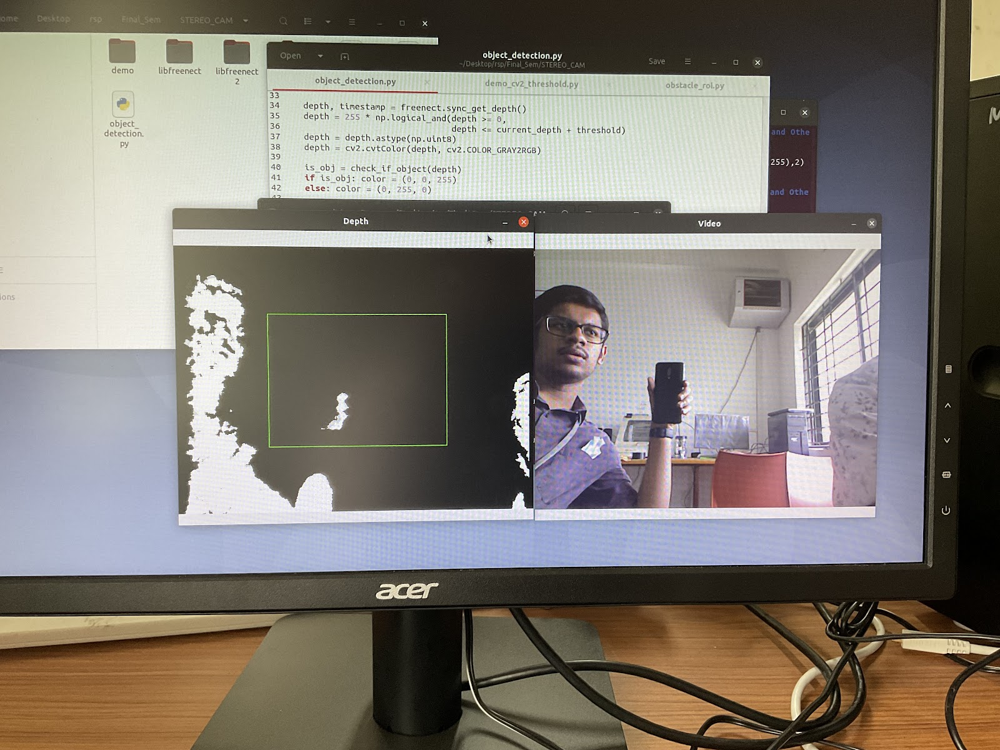 ome Desktop rsp Final_Sem STEREO_CAM
demo
libfreenect
libfreenect
2
object_
detection.
py
ions
Open
object_detection.py
~/Desktop/rsp/Final_Sem/STEREO_CAM
Save
object_detection.py
demo_cv2_threshold.py
obstacle_roi.py
33
34 depth, timestamp = freenect.sync_get_depth()
35 depth = 255 * np.logical_and(depth >= 0,
36 depth <= current_depth + threshold)
37 depth = depth.astype(np.uint8)
38 depth = cv2.cvtColor(depth, cv2.COLOR_GRAY2RGB)
39
40 is_obj = check_if_object(depth)
41 if is_obj: color = (0, 0, 255)
42 else: color = (0, 255, 0)
and Othe
255),2)
and Othe
Depth
Video
acer